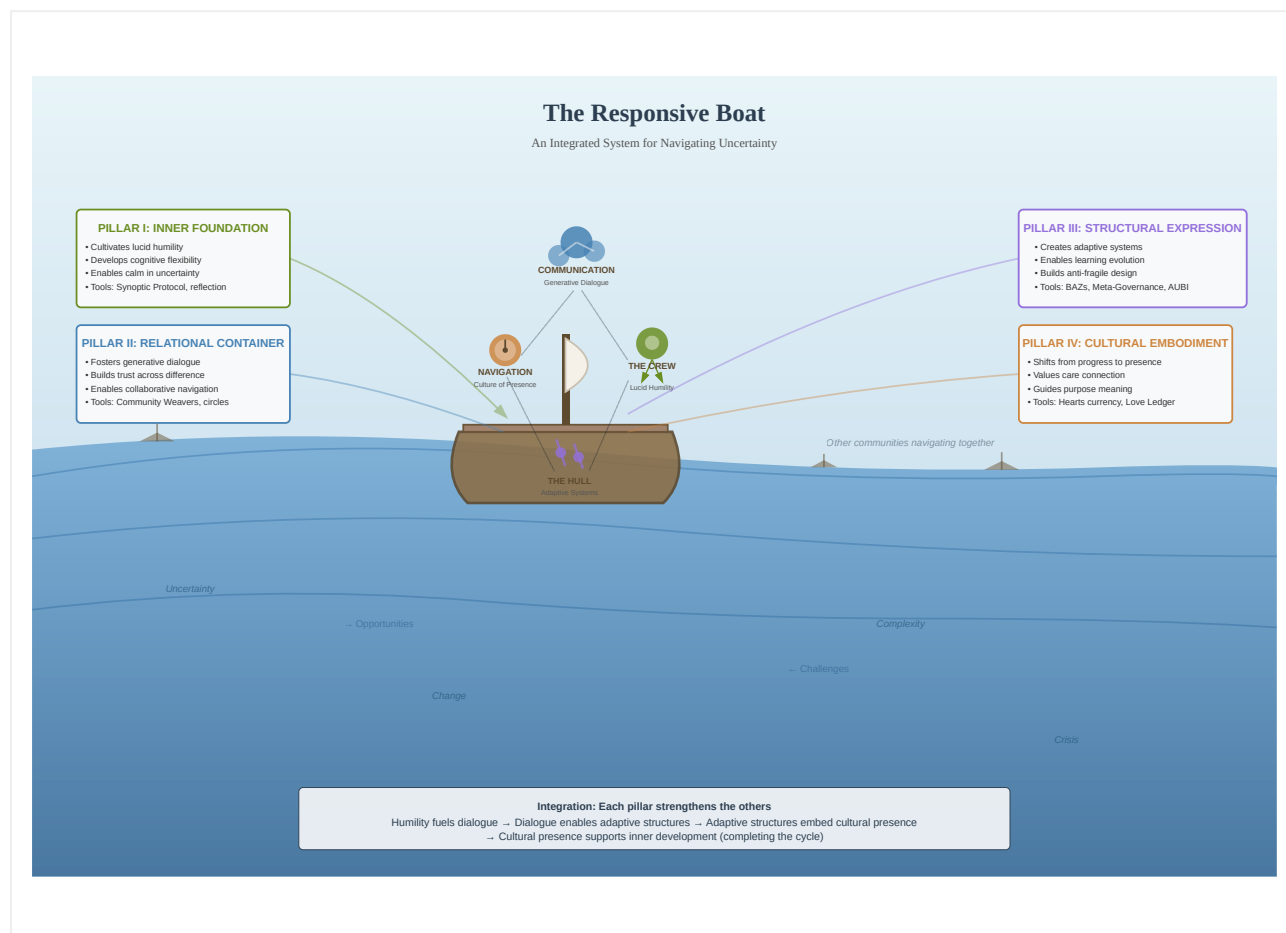 The Responsive Boat
An Integrated System for Navigating Uncertainty
PILLAR I: INNER FOUNDATION
• Cultivates lucid humility
• Develops cognitive flexibility
• Enables calm in uncertainty
• Tools: Synoptic Protocol, reflection
PILLAR II: RELATIONAL CONTAINER
• Fosters generative dialogue
• Builds trust across difference
• Enables collaborative navigation
• Tools: Community Weavers, circles
COMMUNICATION
Generative Dialogue
NAVIGATION
Culture of Presence
THE CREW
Lucid Humility
THE HULL
Adaptive Systems
PILLAR III: STRUCTURAL EXPRESSION
• Creates adaptive systems
• Enables learning evolution
• Builds anti-fragile design
• Tools: BAZs, Meta-Governance, AUBI
PILLAR IV: CULTURAL EMBODIMENT
• Shifts from progress to presence
• Values care connection
• Guides purpose meaning
• Tools: Hearts currency, Love Ledger
Other communities navigating together
Uncertainty
→ Opportunities
Complexity
← Challenges
Change
Crisis
Integration: Each pillar strengthens the others
Humility fuels dialogue → Dialogue enables adaptive structures → Adaptive structures embed cultural presence
→ Cultural presence supports inner development (completing the cycle)